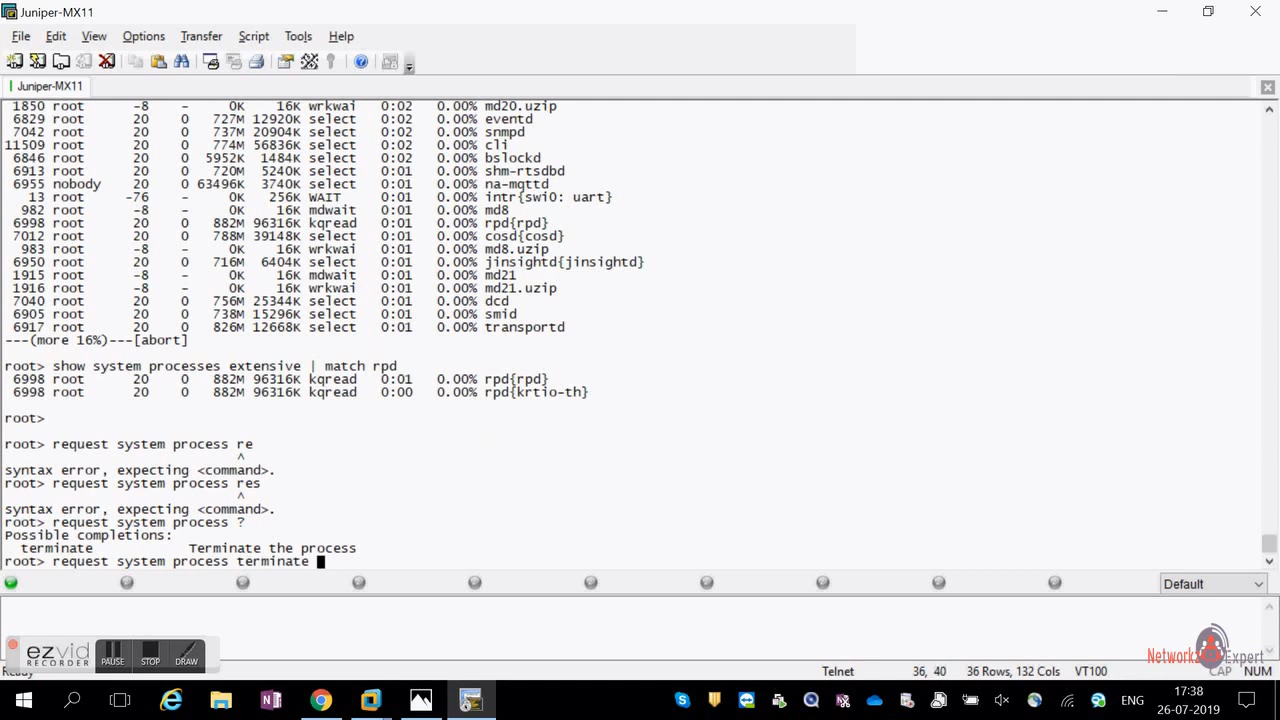 Juniper-MX11
File Edit View Options Transfer Script Tools Help
Juniper-MX11
1850 root -8 - 0K 16K wrkwai 0:02 0.00% md20.uzip
6829 root 20 0 727M 12920K select 0:02 0.00% eventd
7042 root 20 0 737M 20904K select 0:02 0.00% snmpd
11509 root 20 0 774M 56836K select 0:02 0.00% cli
6846 root 20 0 5952K 1484K select 0:02 0.00% bslockd
6913 root 20 0 720M 5240K select 0:01 0.00% shm-rtsdbd
6955 nobody 20 0 63496K 3740K select 0:01 0.00% na-mqttd
13 root -76 - 0K 256K WAIT 0:01 0.00% intr{swi0: uart}
982 root -8 - 0K 16K mdwait 0:01 0.00% md8
6998 root 20 0 882M 96316K kqread 0:01 0.00% rpd{rpd}
7012 root 20 0 788M 39148K select 0:01 0.00% cosd{cosd}
983 root -8 - 0K 16K wrkwai 0:01 0.00% md8.uzip
6950 root 20 0 716M 6404K select 0:01 0.00% jinsightd{jinsightd}
1915 root -8 - 0K 16K mdwait 0:01 0.00% md21
1916 root -8 - 0K 16K wrkwai 0:01 0.00% md21.uzip
7040 root 20 0 756M 25344K select 0:01 0.00% dcd
6905 root 20 0 738M 15296K select 0:01 0.00% smid
6917 root 20 0 826M 12668K select 0:01 0.00% transportd
---(more 16%)---[abort]
root> show system processes extensive | match rpd
6998 root 20 0 882M 96316K kqread 0:01 0.00% rpd{rpd}
6998 root 20 0 882M 96316K kqread 0:00 0.00% rpd{krtio-th}
root>
root> request system process re
^
syntax error, expecting <command>.
root> request system process res
^
syntax error, expecting <command>.
root> request system process ?
Possible completions:
terminate Terminate the process
root> request system process terminate
Default
ezvid
RECORDER
PAUSE STOP DRAW
Networkz Expert
Telnet 36, 40 36 Rows, 132 Cols VT100 CAP NUM
ENG
17:38
26-07-2019